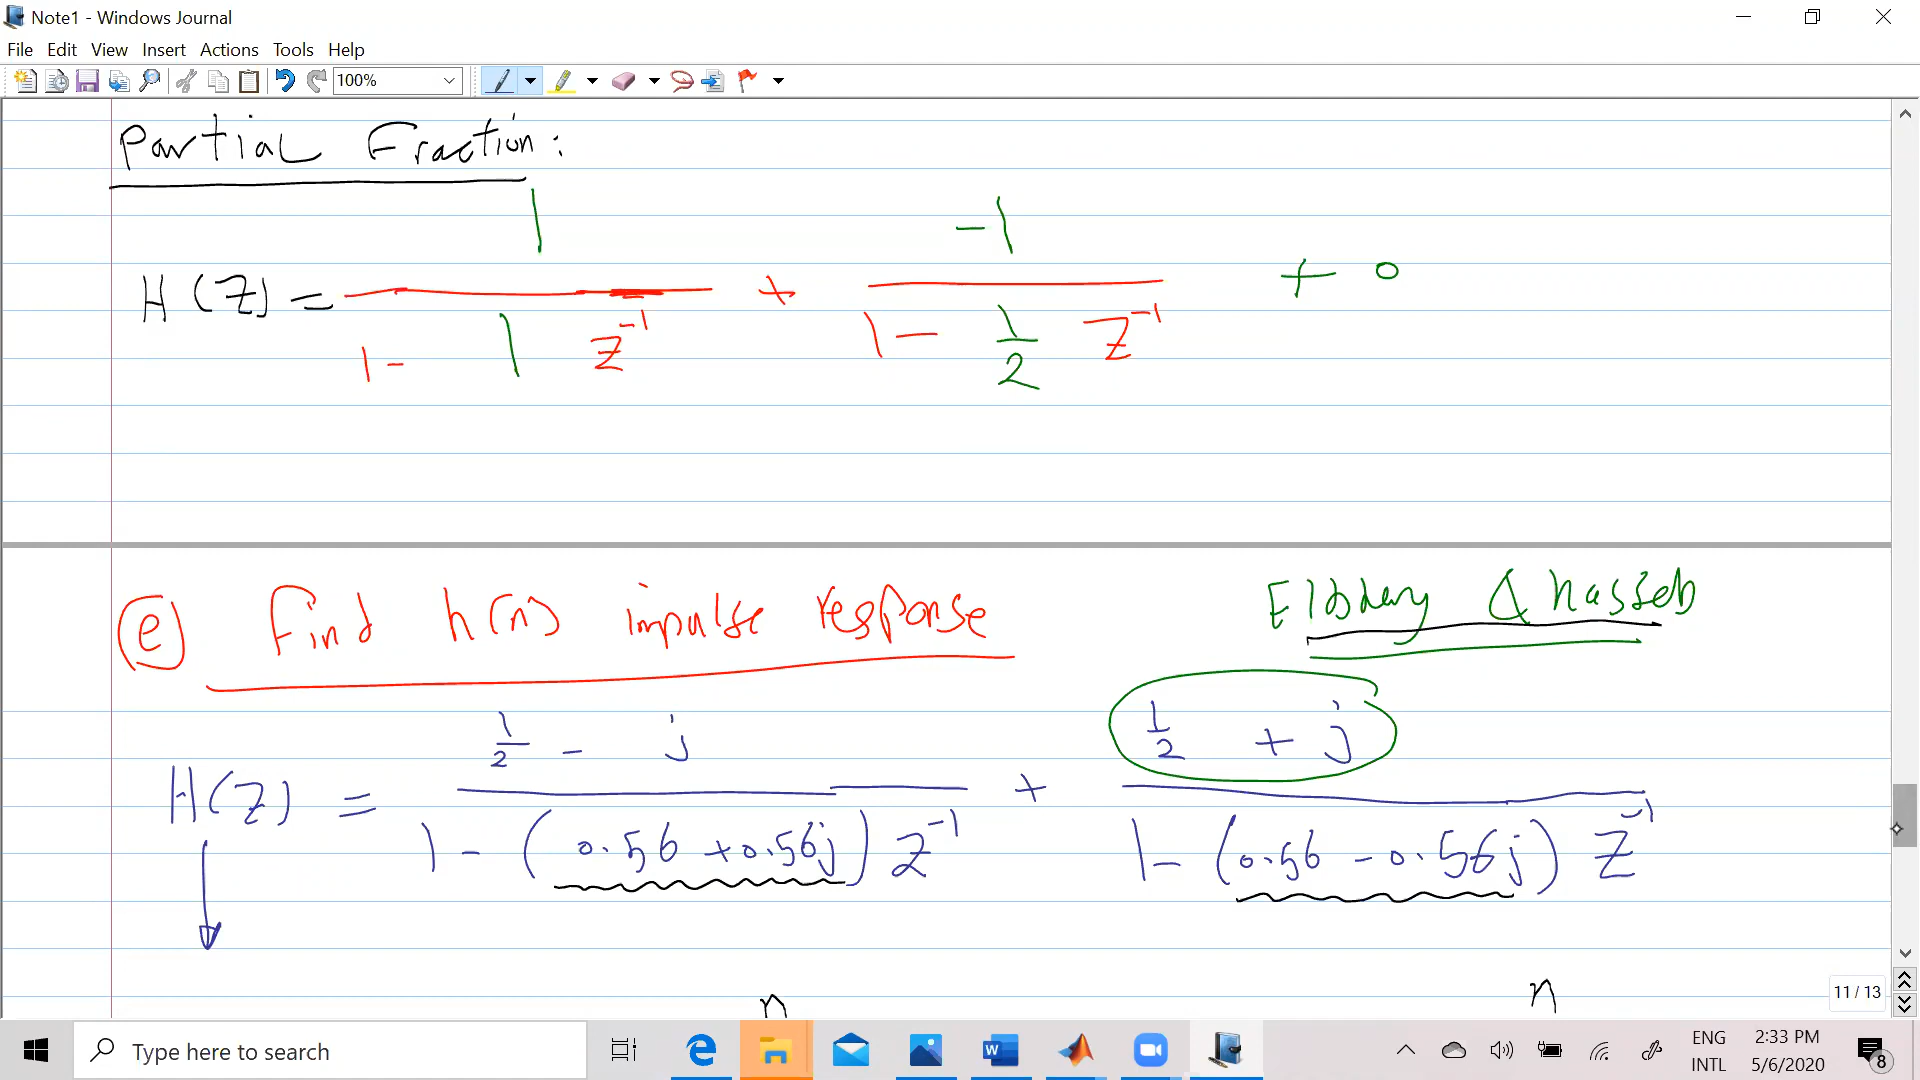 Note1 - Windows Journal
File Edit View Insert Actions Tools Help
100%
Partial Fraction:
H(Z) = 1 / (1 - 1 Z⁻¹) + -1 / (1 - 1/2 Z⁻¹) + 0
e Find h(n) impulse response
&
H(Z) = (1/2 - j) / (1 - (0.56 + 0.56j) Z⁻¹) + (1/2 + j) / (1 - (0.56 - 0.56j) Z⁻¹)
n n
11 / 13
Type here to search
ENG
INTL
2:33 PM
5/6/2020
8